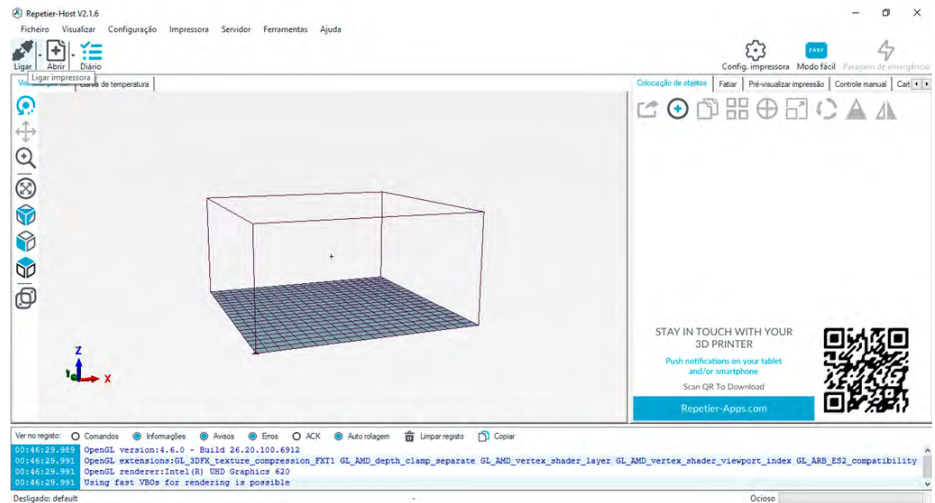 Repetier-Host V2.1.6
Ficheiro Visualizar Configuração Impressora Servidor Ferramentas Ajuda
Ligar Abrir Diário
EASY
Config. impressora Modo fácil Paragem de emergência
Ligar impressora
Curva de temperatura
Colocação de objetos Fatiar Pré-visualizar impressão Controle manual Cart
Z
X
STAY IN TOUCH WITH YOUR
3D PRINTER
Push notifications on your tablet
and/or smartphone
Scan QR To Download
Repetier-Apps.com
Ver no registo: Comandos Informações Avisos Erros ACK Auto rolagem Limpar registo Copiar
00:46:29.989 OpenGL version:4.6.0 - Build 26.20.100.6912
00:46:29.991 OpenGL extensions:GL_3DFX_texture_compression_FXT1 GL_AMD_depth_clamp_separate GL_AMD_vertex_shader_layer GL_AMD_vertex_shader_viewport_index GL_ARB_ES2_compatibility
00:46:29.991 OpenGL renderer:Intel(R) UHD Graphics 620
00:46:29.991 Using fast VBOs for rendering is possible
Desligado: default
Ocioso